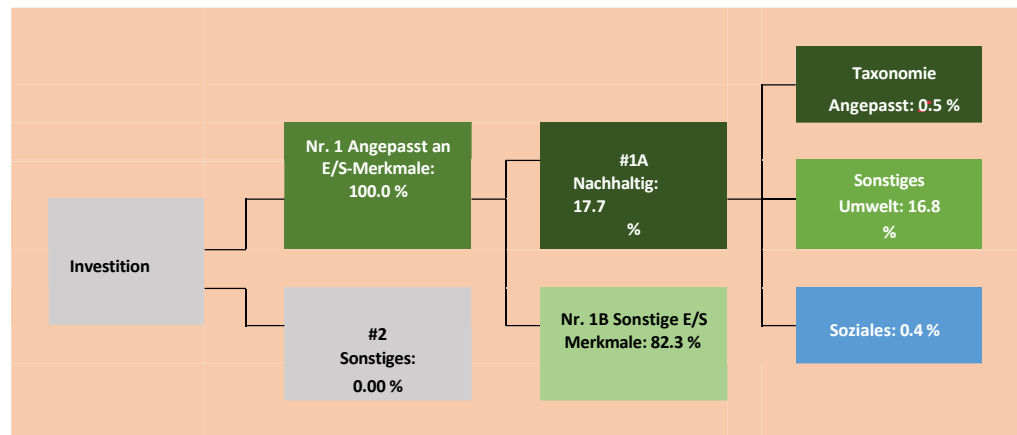 Investition
Nr. 1 Angepasst an
E/S-Merkmale:
100.0 %
#2
Sonstiges:
0.00 %
#1A
Nachhaltig:
17.7
%
Nr. 1B Sonstige E/S
Merkmale: 82.3 %
Taxonomie
Angepasst: 0.5 %
Sonstiges
Umwelt: 16.8
%
Soziales: 0.4 %